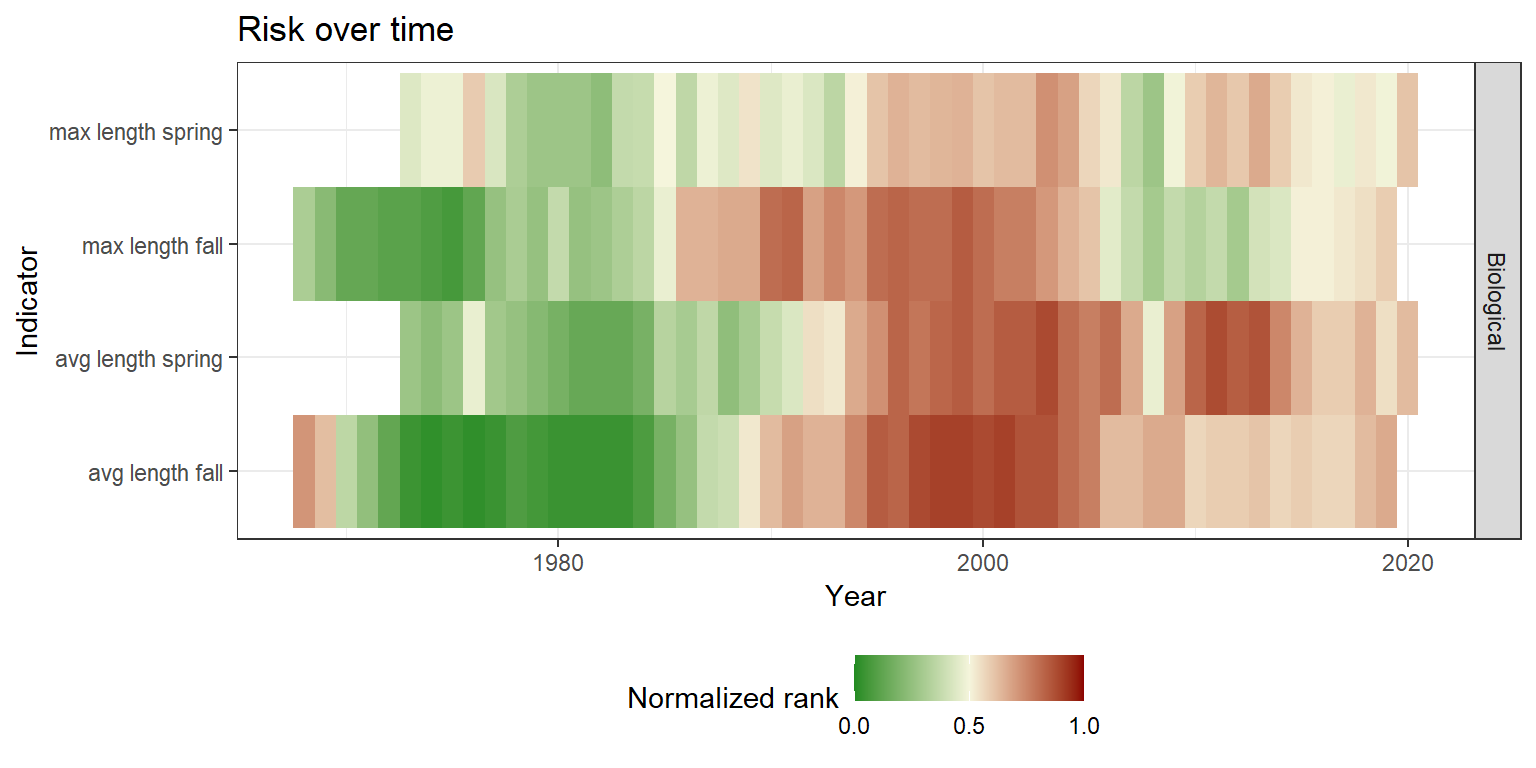 Risk over time
max length spring
max length fall
avg length spring
avg length fall
Indicator
Biological
1980
2000
2020
Year
Normalized rank
0.0
0.5
1.0